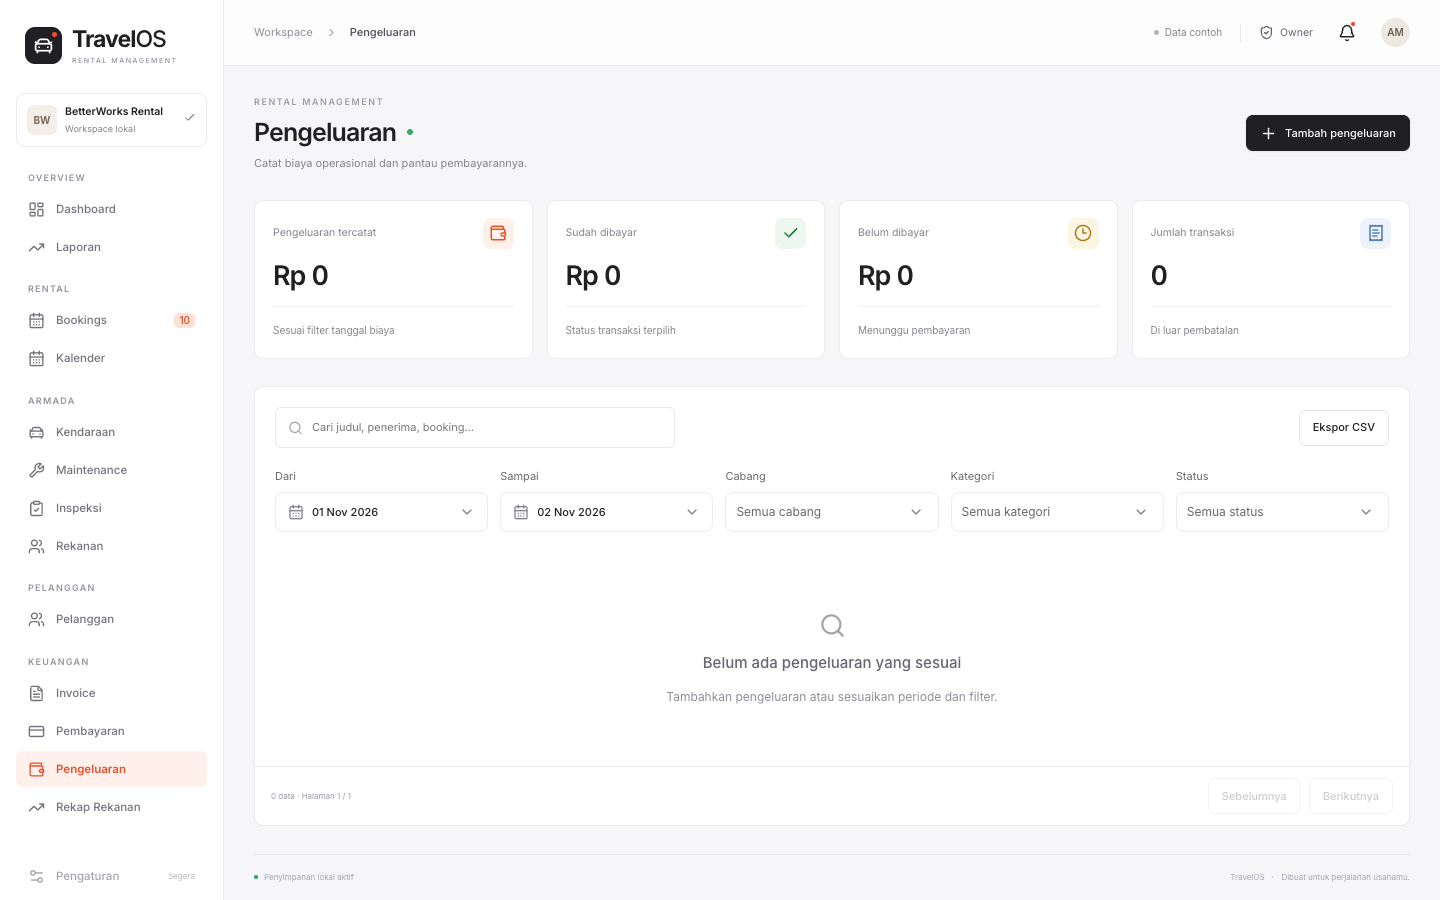 TravelOS
RENTAL MANAGEMENT
BW
BetterWorks Rental
Workspace lokal
OVERVIEW
Dashboard
Laporan
RENTAL
Bookings
10
Kalender
ARMADA
Kendaraan
Maintenance
Inspeksi
Rekanan
PELANGGAN
Pelanggan
KEUANGAN
Invoice
Pembayaran
Pengeluaran
Rekap Rekanan
Pengaturan
Segera
Workspace
Pengeluaran
Data contoh
Owner
AM
RENTAL MANAGEMENT
Pengeluaran
Catat biaya operasional dan pantau pembayarannya.
Tambah pengeluaran
Pengeluaran tercatat
Rp 0
Sesuai filter tanggal biaya
Sudah dibayar
Rp 0
Status transaksi terpilih
Belum dibayar
Rp 0
Menunggu pembayaran
Jumlah transaksi
0
Di luar pembatalan
Cari judul, penerima, booking...
Ekspor CSV
Dari
01 Nov 2026
Sampai
02 Nov 2026
Cabang
Semua cabang
Kategori
Semua kategori
Status
Semua status
Belum ada pengeluaran yang sesuai
Tambahkan pengeluaran atau sesuaikan periode dan filter.
0 data · Halaman 1 / 1
Sebelumnya
Berikutnya
Penyimpanan lokal aktif
TravelOS · Dibuat untuk perjalanan usahamu.